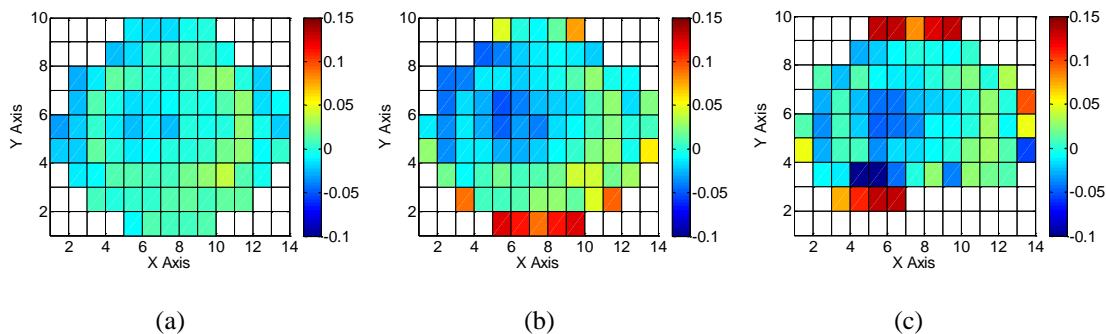 10 0.15 10 0.15 10 0.15
8 0.1 8 0.1 8 0.1
6 0.05 6 0.05 6 0.05
Y Axis Y Axis Y Axis
4 0 4 0 4 0
-0.05 -0.05 -0.05
2 2 2
-0.1 -0.1 -0.1
2 4 6 8 10 12 14 2 4 6 8 10 12 14 2 4 6 8 10 12 14
X Axis X Axis X Axis
(a) (b) (c)